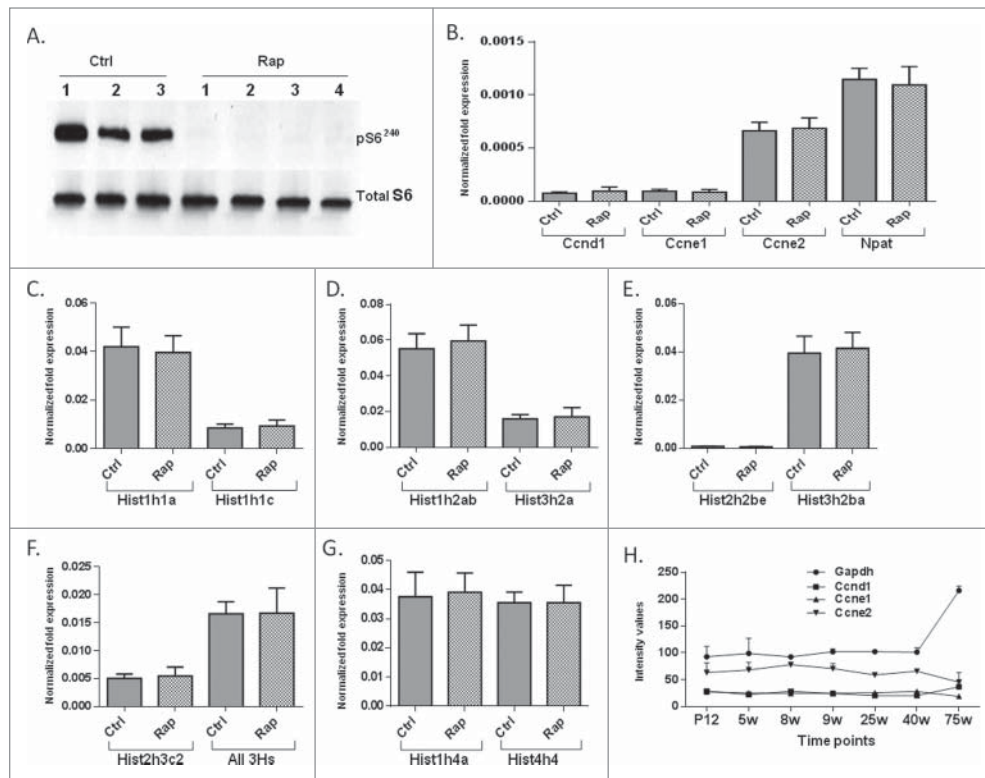 A.
Ctrl Rap
1 2 3 1 2 3 4
pS6240
Total S6
B.
Normalized fold expression
0.0015
0.0010
0.0005
0.0000
Ctrl Rap Ctrl Rap Ctrl Rap Ctrl Rap
Ccnd1 Ccne1 Ccne2 Npat
C.
Normalized fold expression
0.06
0.04
0.02
0.00
Ctrl Rap Ctrl Rap
Hist1h1a Hist1h1c
D.
Normalized fold expression
0.08
0.06
0.04
0.02
0.00
Ctrl Rap Ctrl Rap
Hist1h2ab Hist3h2a
E.
Normalized fold expression
0.06
0.04
0.02
0.00
Ctrl Rap Ctrl Rap
Hist2h2be Hist3h2ba
F.
Normalized fold expression
0.025
0.020
0.015
0.010
0.005
0.000
Ctrl Rap Ctrl Rap
Hist2h3c2 All 3Hs
G.
Normalized fold expression
0.05
0.04
0.03
0.02
0.01
0.00
Ctrl Rap Ctrl Rap
Hist1h4a Hist4h4
H.
Gapdh
Ccnd1
Ccne1
Ccne2
Intensity values
250
200
150
100
50
0
P12 5w 8w 9w 25w 40w 75w
Time points